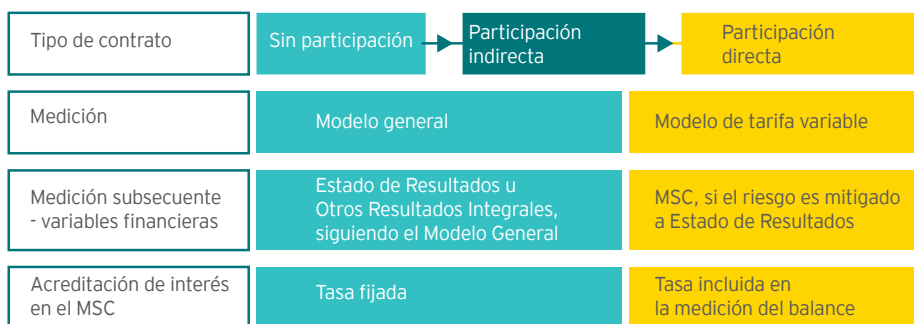 Tipo de contrato
Sin participación
Participación
indirecta
Participación
directa
Medición
Modelo general
Modelo de tarifa variable
Medición subsecuente
- variables financieras
Estado de Resultados u
Otros Resultados Integrales,
siguiendo el Modelo General
MSC, si el riesgo es mitigado
a Estado de Resultados
Acreditación de interés
en el MSC
Tasa fijada
Tasa incluida en
la medición del balance